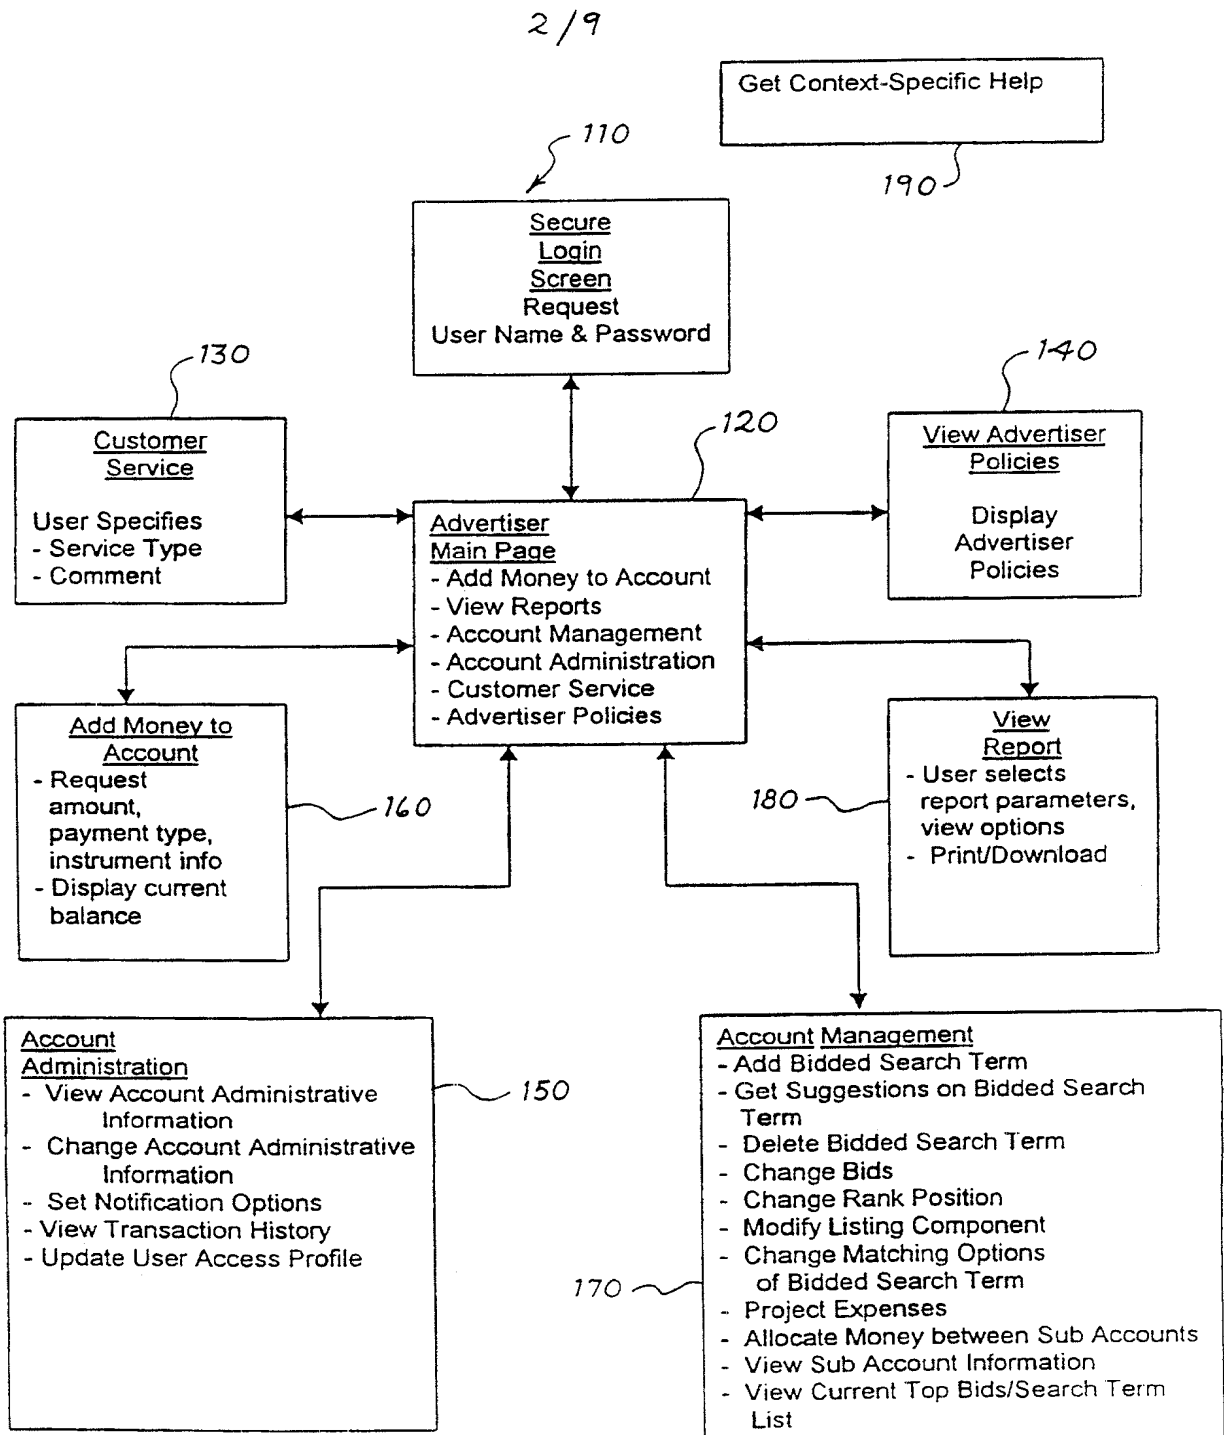 2/9
Get Context-Specific Help
190
110
Secure
Login
Screen
Request
User Name & Password
130
Customer
Service
User Specifies
- Service Type
- Comment
120
Advertiser
Main Page
- Add Money to Account
- View Reports
- Account Management
- Account Administration
- Customer Service
- Advertiser Policies
140
View Advertiser
Policies
Display
Advertiser
Policies
Add Money to
Account
- Request
amount,
payment type,
instrument info
- Display current
balance
160
180
View
Report
- User selects
report parameters,
view options
- Print/Download
Account
Administration
- View Account Administrative
Information
- Change Account Administrative
Information
- Set Notification Options
- View Transaction History
- Update User Access Profile
150
170
Account Management
- Add Bidded Search Term
- Get Suggestions on Bidded Search
Term
- Delete Bidded Search Term
- Change Bids
- Change Rank Position
- Modify Listing Component
- Change Matching Options
of Bidded Search Term
- Project Expenses
- Allocate Money between Sub Accounts
- View Sub Account Information
- View Current Top Bids/Search Term
List